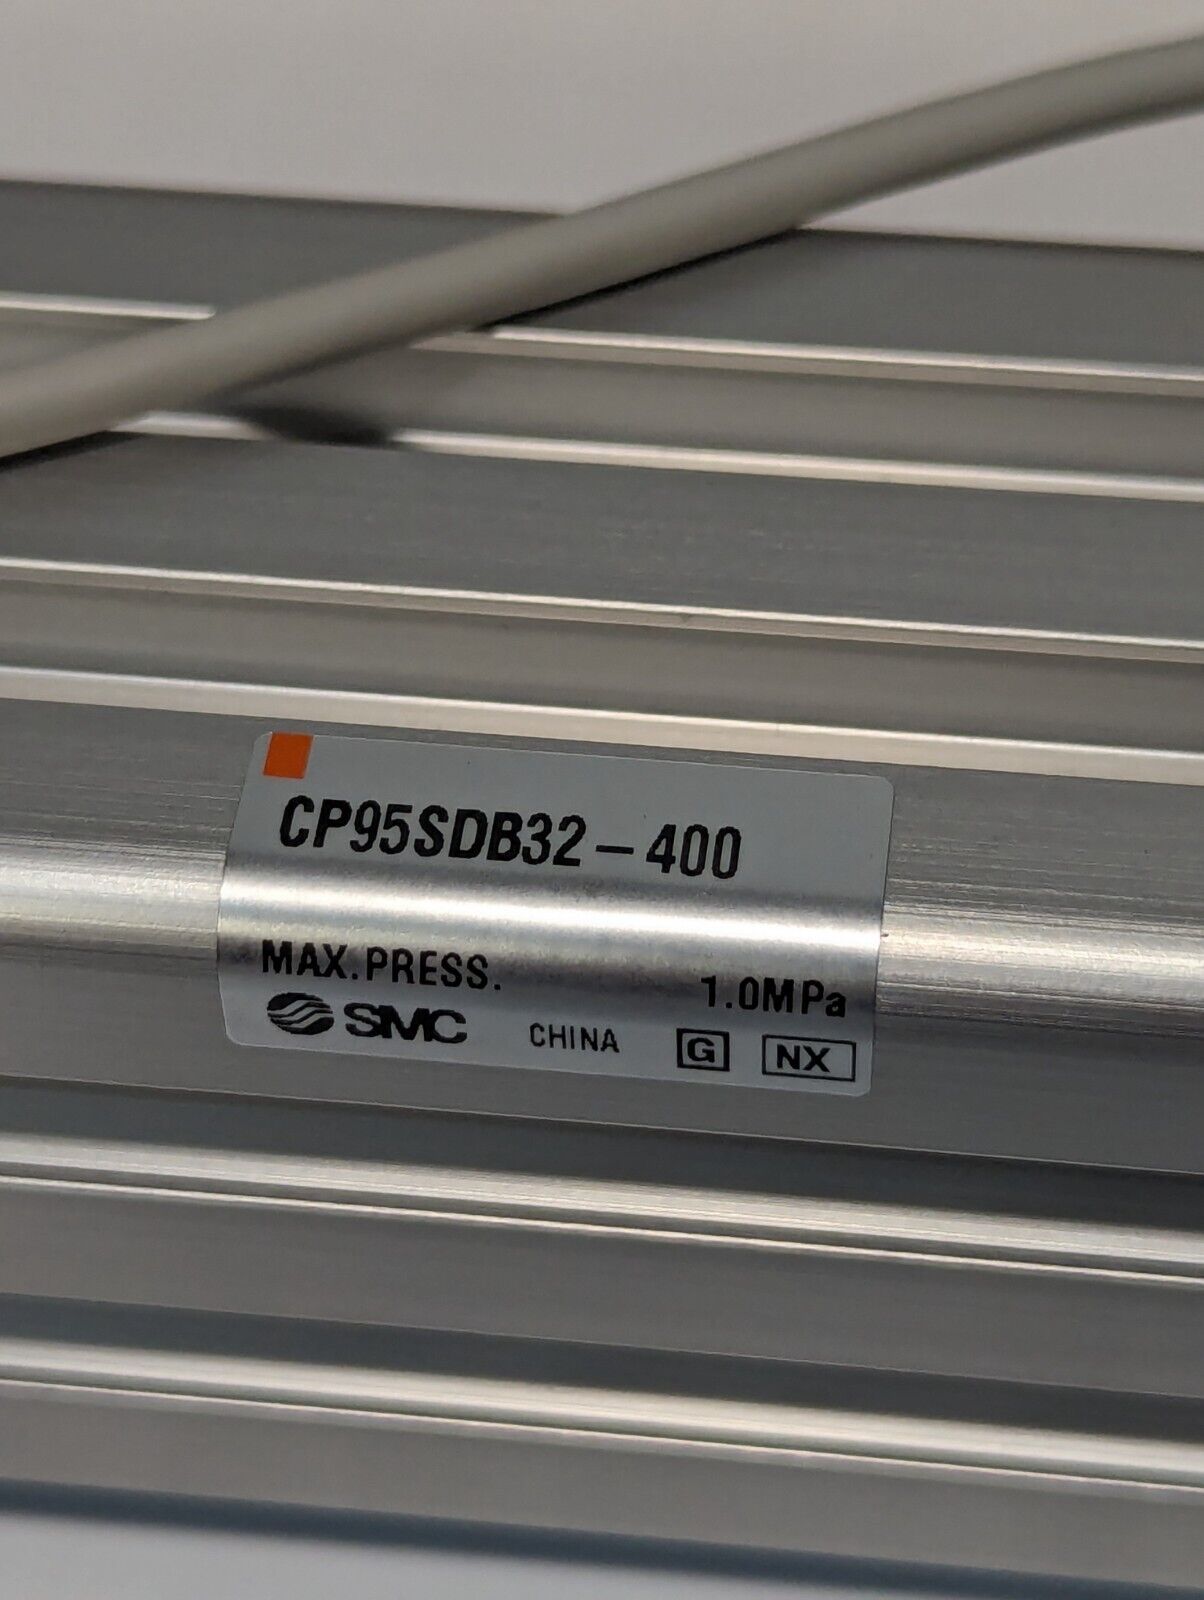 CP95SDB32-400
MAX.PRESS. 1.0MPa
SMC CHINA G NX